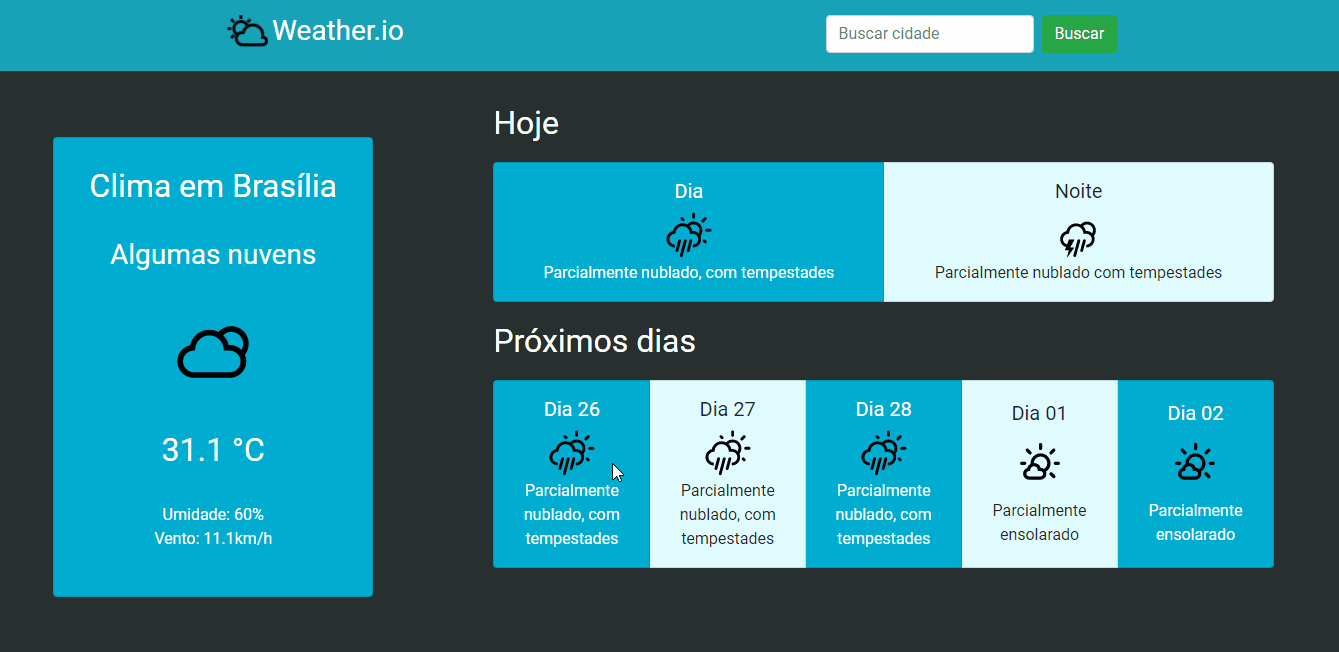 Weather.io
Buscar cidade
Buscar
Clima em Brasília
Algumas nuvens
31.1 °C
Umidade: 60%
Vento: 11.1km/h
Hoje
Dia
Parcialmente nublado, com tempestades
Noite
Parcialmente nublado com tempestades
Próximos dias
Dia 26
Parcialmente
nublado, com
tempestades
Dia 27
Parcialmente
nublado, com
tempestades
Dia 28
Parcialmente
nublado, com
tempestades
Dia 01
Parcialmente
ensolarado
Dia 02
Parcialmente
ensolarado